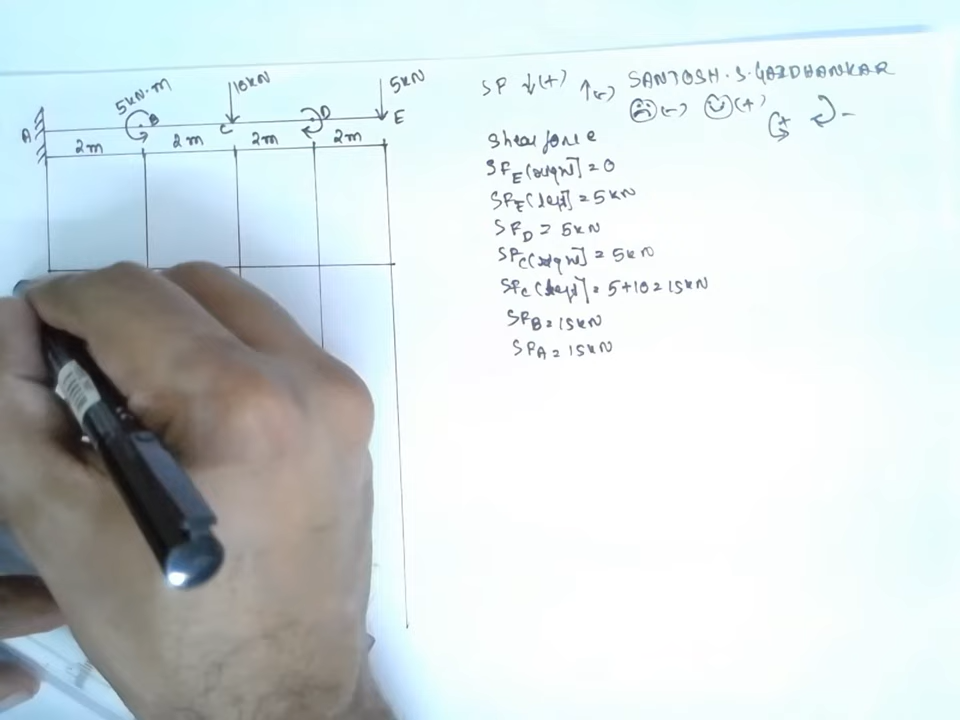 SF ↓(+) ↑(-) SANTOSH.S.GAIDHANKAR
(-) (+) + -
5kN.m 10kN 5kN
A B C D E
2m 2m 2m 2m
Shear force
SFE(right) = 0
SFE(left) = 5kN
SFD = 5kN
SFC(right) = 5kN
SFC(left) = 5+10 = 15kN
SFB = 15kN
SFA = 15kN